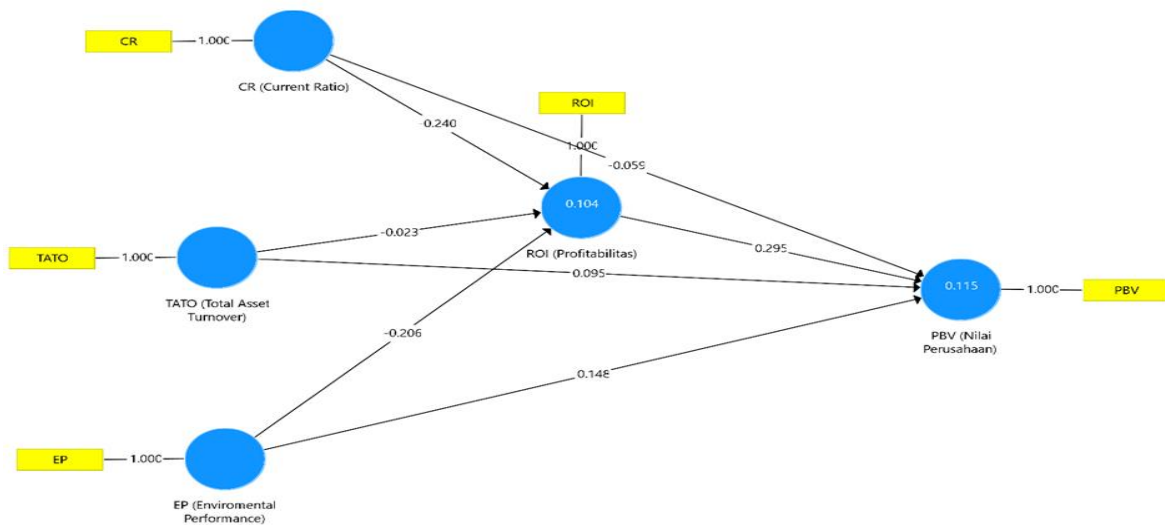 CR
1.000
CR (Current Ratio)
ROI
-0.240
1.000
-0.059
0.104
TATO
1.000
-0.023
ROI (Profitabilitas)
0.295
0.095
TATO (Total Asset
Turnover)
0.115
1.000
PBV
-0.206
PBV (Nilai
Perusahaan)
0.148
EP
1.000
EP (Enviromental
Performance)